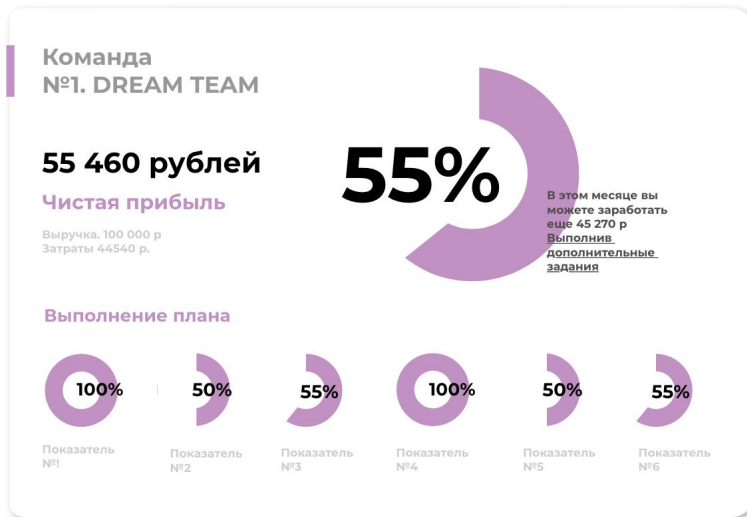 Команда
№1. DREAM TEAM
55 460 рублей
Чистая прибыль
Выручка. 100 000 р
Затраты 44540 р.
55%
В этом месяце вы
можете заработать
еще 45 270 р
Выполнив
дополнительные
задания
Выполнение плана
100%
50%
55%
100%
50%
55%
Показатель
№!
Показатель
№2
Показатель
№3
Показатель
№4
Показатель
№5
Показатель
№6